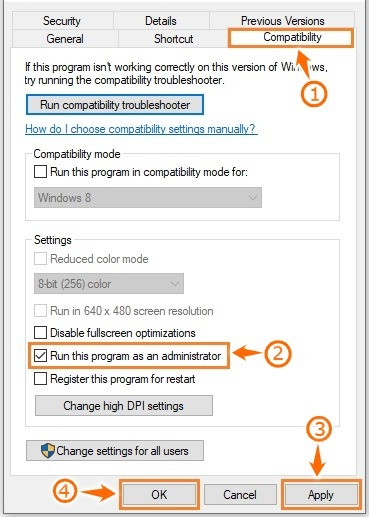 Security Details Previous Versions
General Shortcut Compatibility
If this program isn't working correctly on this version of Windows,
try running the compatibility troubleshooter.
1
Run compatibility troubleshooter
How do I choose compatibility settings manually?
Compatibility mode
Run this program in compatibility mode for:
Windows 8
Settings
Reduced color mode
8-bit (256) color
Run in 640 x 480 screen resolution
Disable fullscreen optimizations
Run this program as an administrator 2
Register this program for restart
Change high DPI settings
3
Change settings for all users
4 OK Cancel Apply